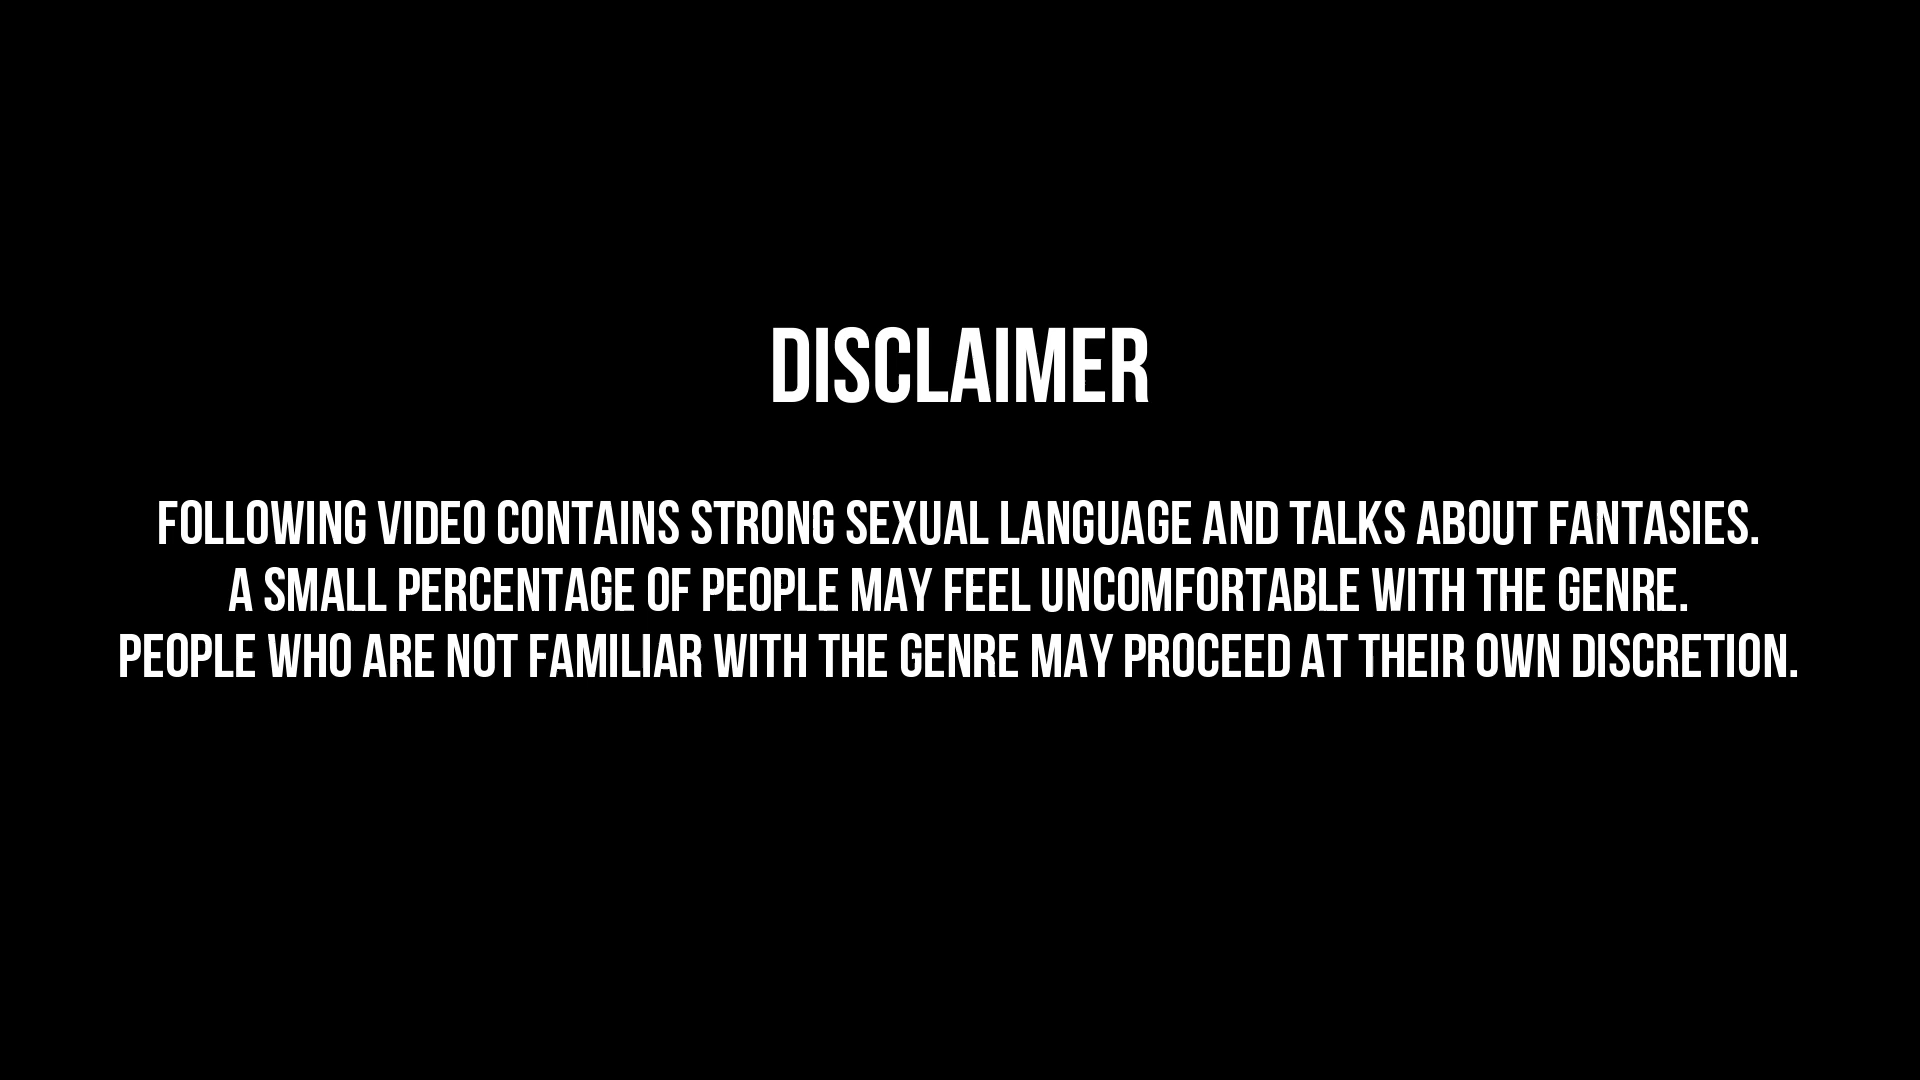 DISCLAIMER
FOLLOWING VIDEO CONTAINS STRONG SEXUAL LANGUAGE AND TALKS ABOUT FANTASIES.
A SMALL PERCENTAGE OF PEOPLE MAY FEEL UNCOMFORTABLE WITH THE GENRE.
PEOPLE WHO ARE NOT FAMILIAR WITH THE GENRE MAY PROCEED AT THEIR OWN DISCRETION.